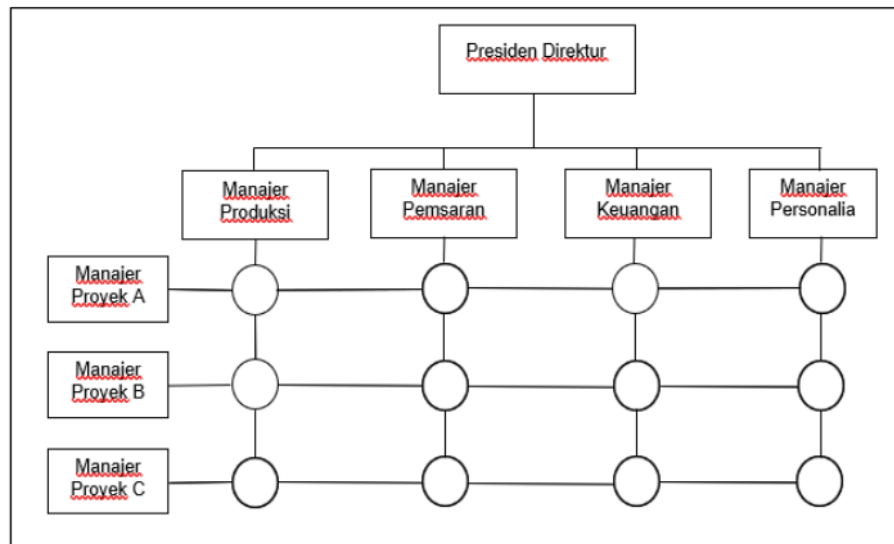 Presiden Direktur
Manajer
Produksi
Manajer
Pemsaran
Manajer
Keuangan
Manajer
Personalia
Manajer
Proyek A
Manajer
Proyek B
Manajer
Proyek C